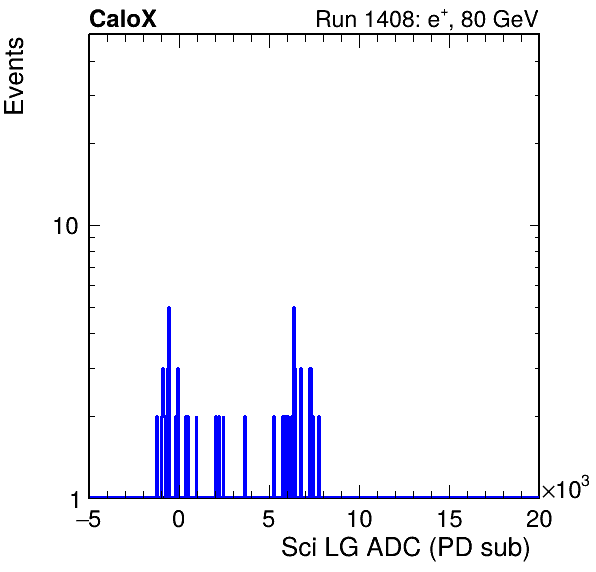 CaloX Run 1408: e⁺, 80 GeV
Events
10
1
−5 0 5 10 15 20
×10³
Sci LG ADC (PD sub)